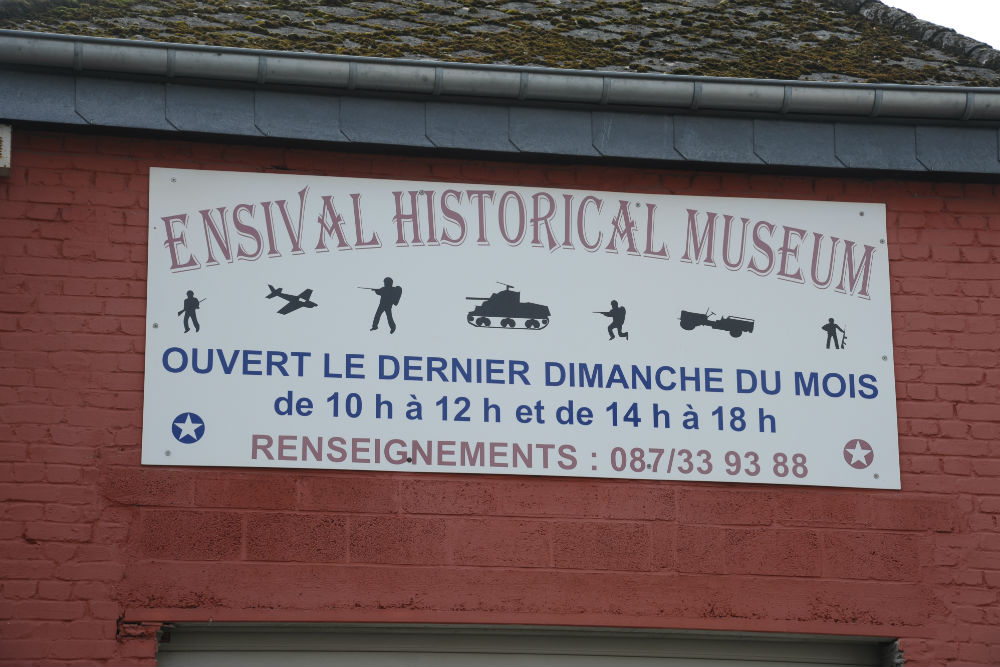 ENSIVAL HISTORICAL MUSEUM
OUVERT LE DERNIER DIMANCHE DU MOIS
de 10 h à 12 h et de 14 h à 18 h
RENSEIGNEMENTS : 087/33 93 88